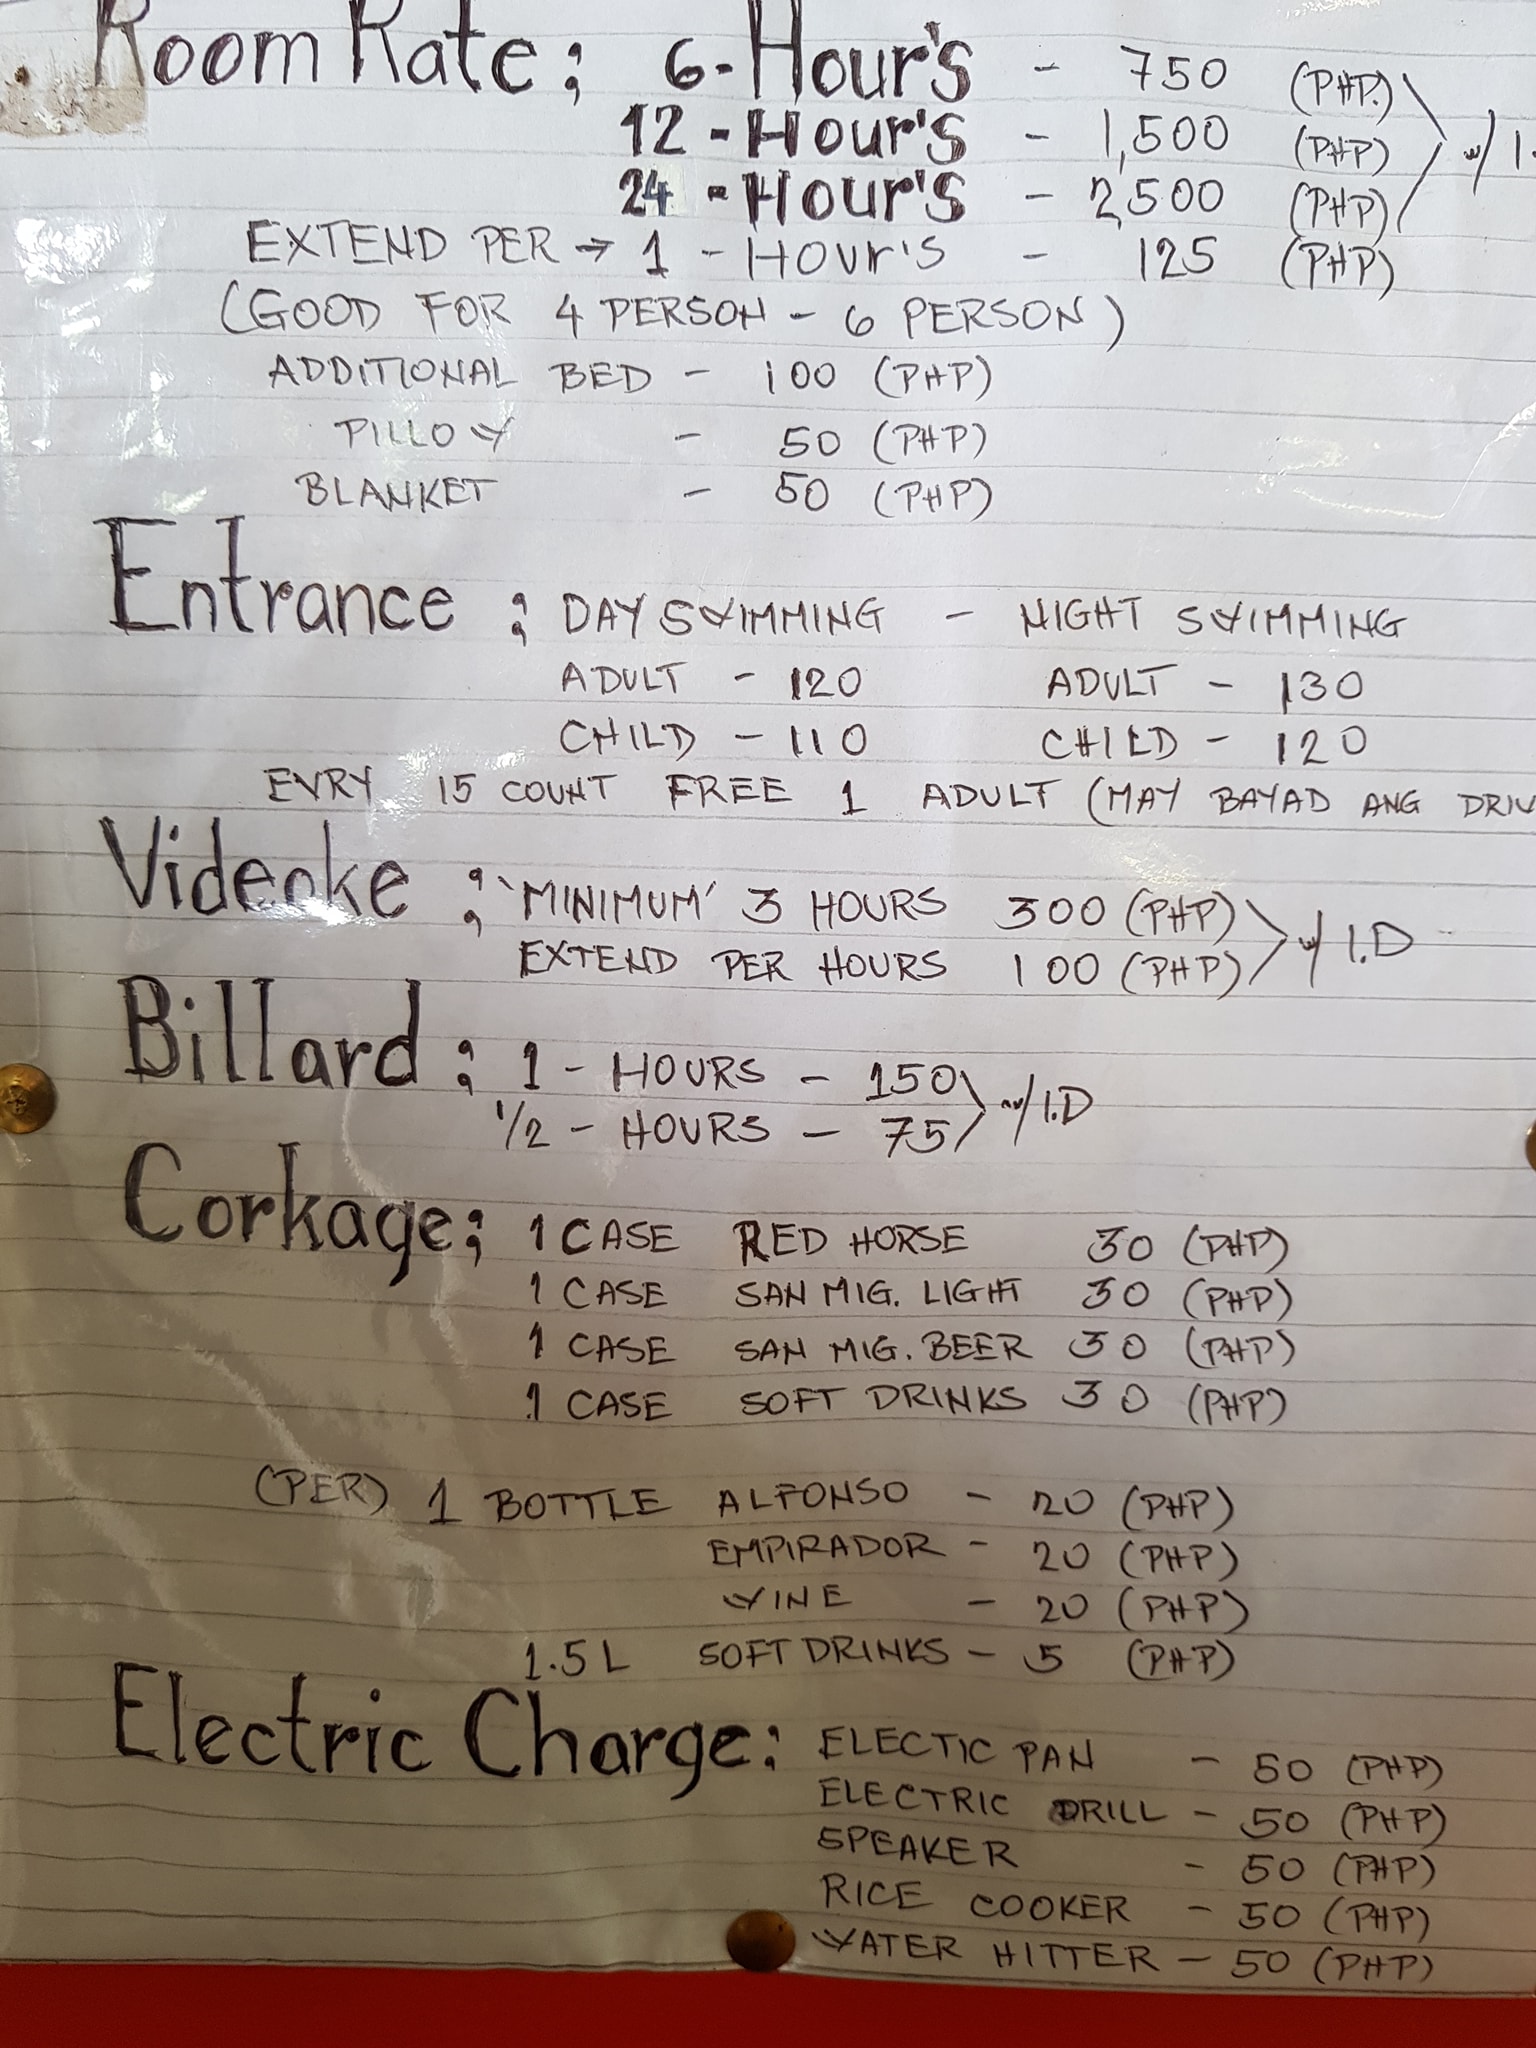 Room Rate: 6-Hour's - 750 (PHP.)
12-Hour's - 1,500 (PHP) w/ I.
24-Hour's - 2,500 (PHP)
EXTEND PER → 1 - HOUr'S - 125 (PHP)
(GOOD FOR 4 PERSON - 6 PERSON)
ADDITIONAL BED - 100 (PHP)
PILLOW - 50 (PHP)
BLANKET - 50 (PHP)
Entrance : DAY SWIMMING - NIGHT SWIMMING
ADULT - 120 ADULT - 130
CHILD - 110 CHILD - 120
EVRY 15 COUNT FREE 1 ADULT (MAY BAYAD ANG DRIV
Videoke : 'MINIMUM' 3 HOURS 300 (PHP) w/ I.D
EXTEND PER HOURS 100 (PHP)
Billard : 1 - HOURS - 150 w/ I.D
1/2 - HOURS - 75
Corkage: 1 CASE RED HORSE 30 (PHP)
1 CASE SAN MIG. LIGHT 30 (PHP)
1 CASE SAN MIG. BEER 30 (PHP)
1 CASE SOFT DRINKS 30 (PHP)
(PER) 1 BOTTLE ALFONSO - 20 (PHP)
EMPIRADOR - 20 (PHP)
WINE - 20 (PHP)
1.5 L SOFT DRINKS - 5 (PHP)
Electric Charge: ELECTIC PAN - 50 (PHP)
ELECTRIC DRILL - 50 (PHP)
SPEAKER - 50 (PHP)
RICE COOKER - 50 (PHP)
WATER HITTER - 50 (PHP)